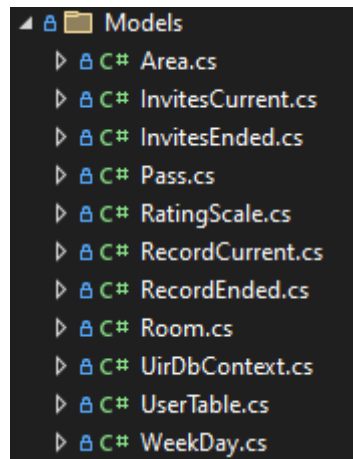 Models
C# Area.cs
C# InvitesCurrent.cs
C# InvitesEnded.cs
C# Pass.cs
C# RatingScale.cs
C# RecordCurrent.cs
C# RecordEnded.cs
C# Room.cs
C# UirDbContext.cs
C# UserTable.cs
C# WeekDay.cs